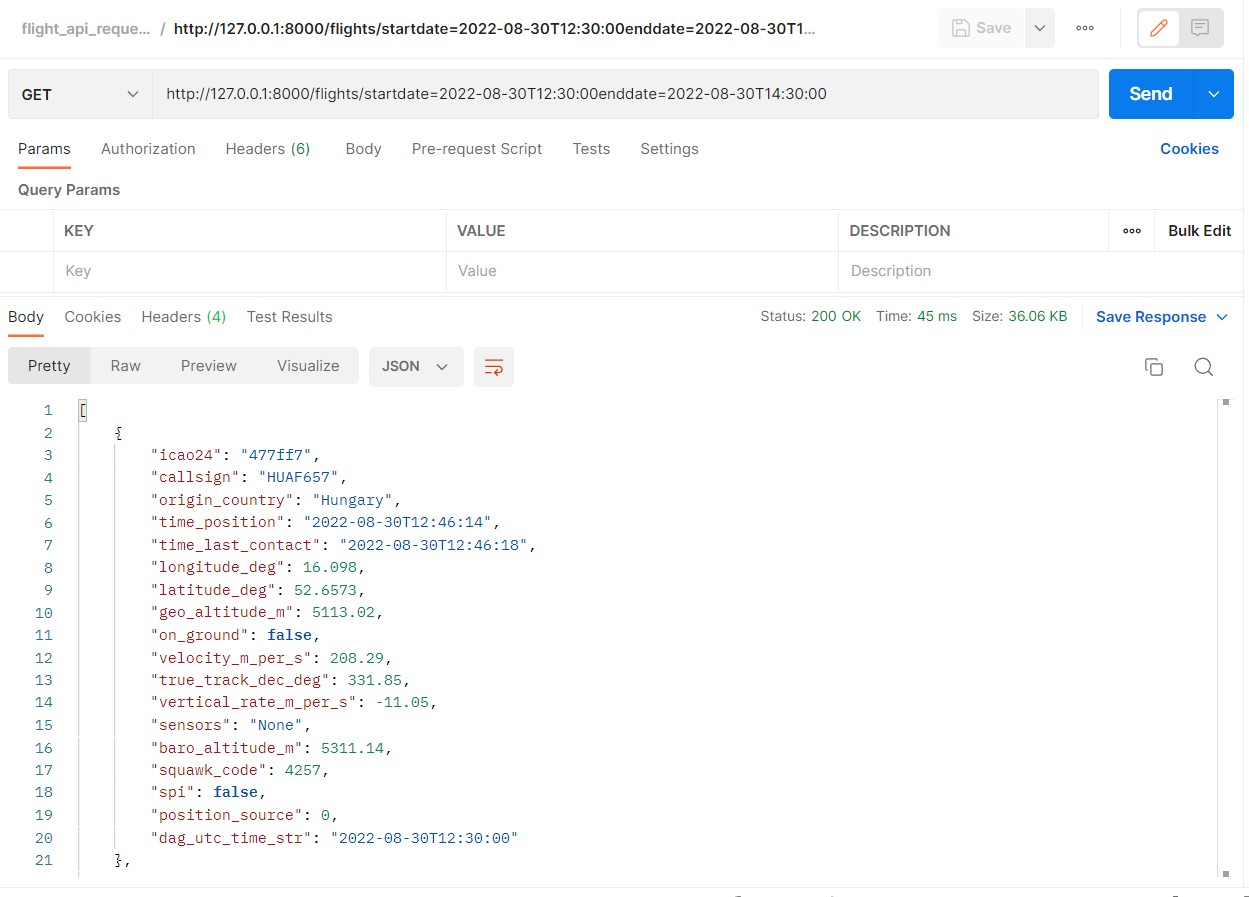 flight_api_reque... / http://127.0.0.1:8000/flights/startdate=2022-08-30T12:30:00enddate=2022-08-30T1... Save
GET http://127.0.0.1:8000/flights/startdate=2022-08-30T12:30:00enddate=2022-08-30T14:30:00 Send
Params Authorization Headers (6) Body Pre-request Script Tests Settings Cookies
Query Params
KEY VALUE DESCRIPTION Bulk Edit
Key Value Description
Body Cookies Headers (4) Test Results Status: 200 OK Time: 45 ms Size: 36.06 KB Save Response
Pretty Raw Preview Visualize JSON
1 [
2 {
3 "icao24": "477ff7",
4 "callsign": "HUAF657",
5 "origin_country": "Hungary",
6 "time_position": "2022-08-30T12:46:14",
7 "time_last_contact": "2022-08-30T12:46:18",
8 "longitude_deg": 16.098,
9 "latitude_deg": 52.6573,
10 "geo_altitude_m": 5113.02,
11 "on_ground": false,
12 "velocity_m_per_s": 208.29,
13 "true_track_dec_deg": 331.85,
14 "vertical_rate_m_per_s": -11.05,
15 "sensors": "None",
16 "baro_altitude_m": 5311.14,
17 "squawk_code": 4257,
18 "spi": false,
19 "position_source": 0,
20 "dag_utc_time_str": "2022-08-30T12:30:00"
21 },